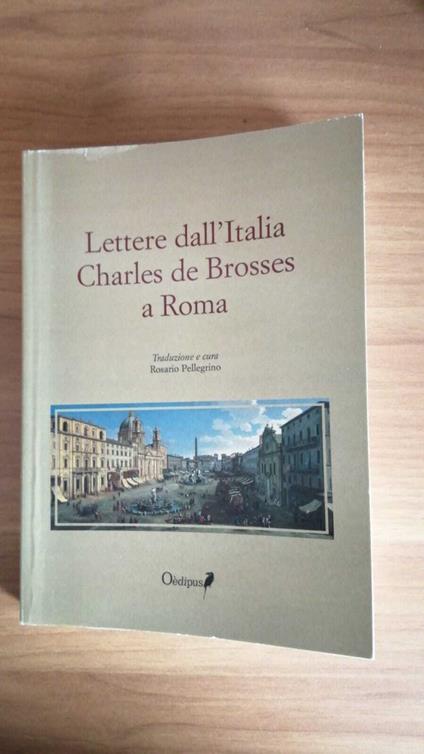 Lettere dall'Italia
Charles de Brosses
a Roma
Traduzione e cura
Rosario Pellegrino
Oèdipus